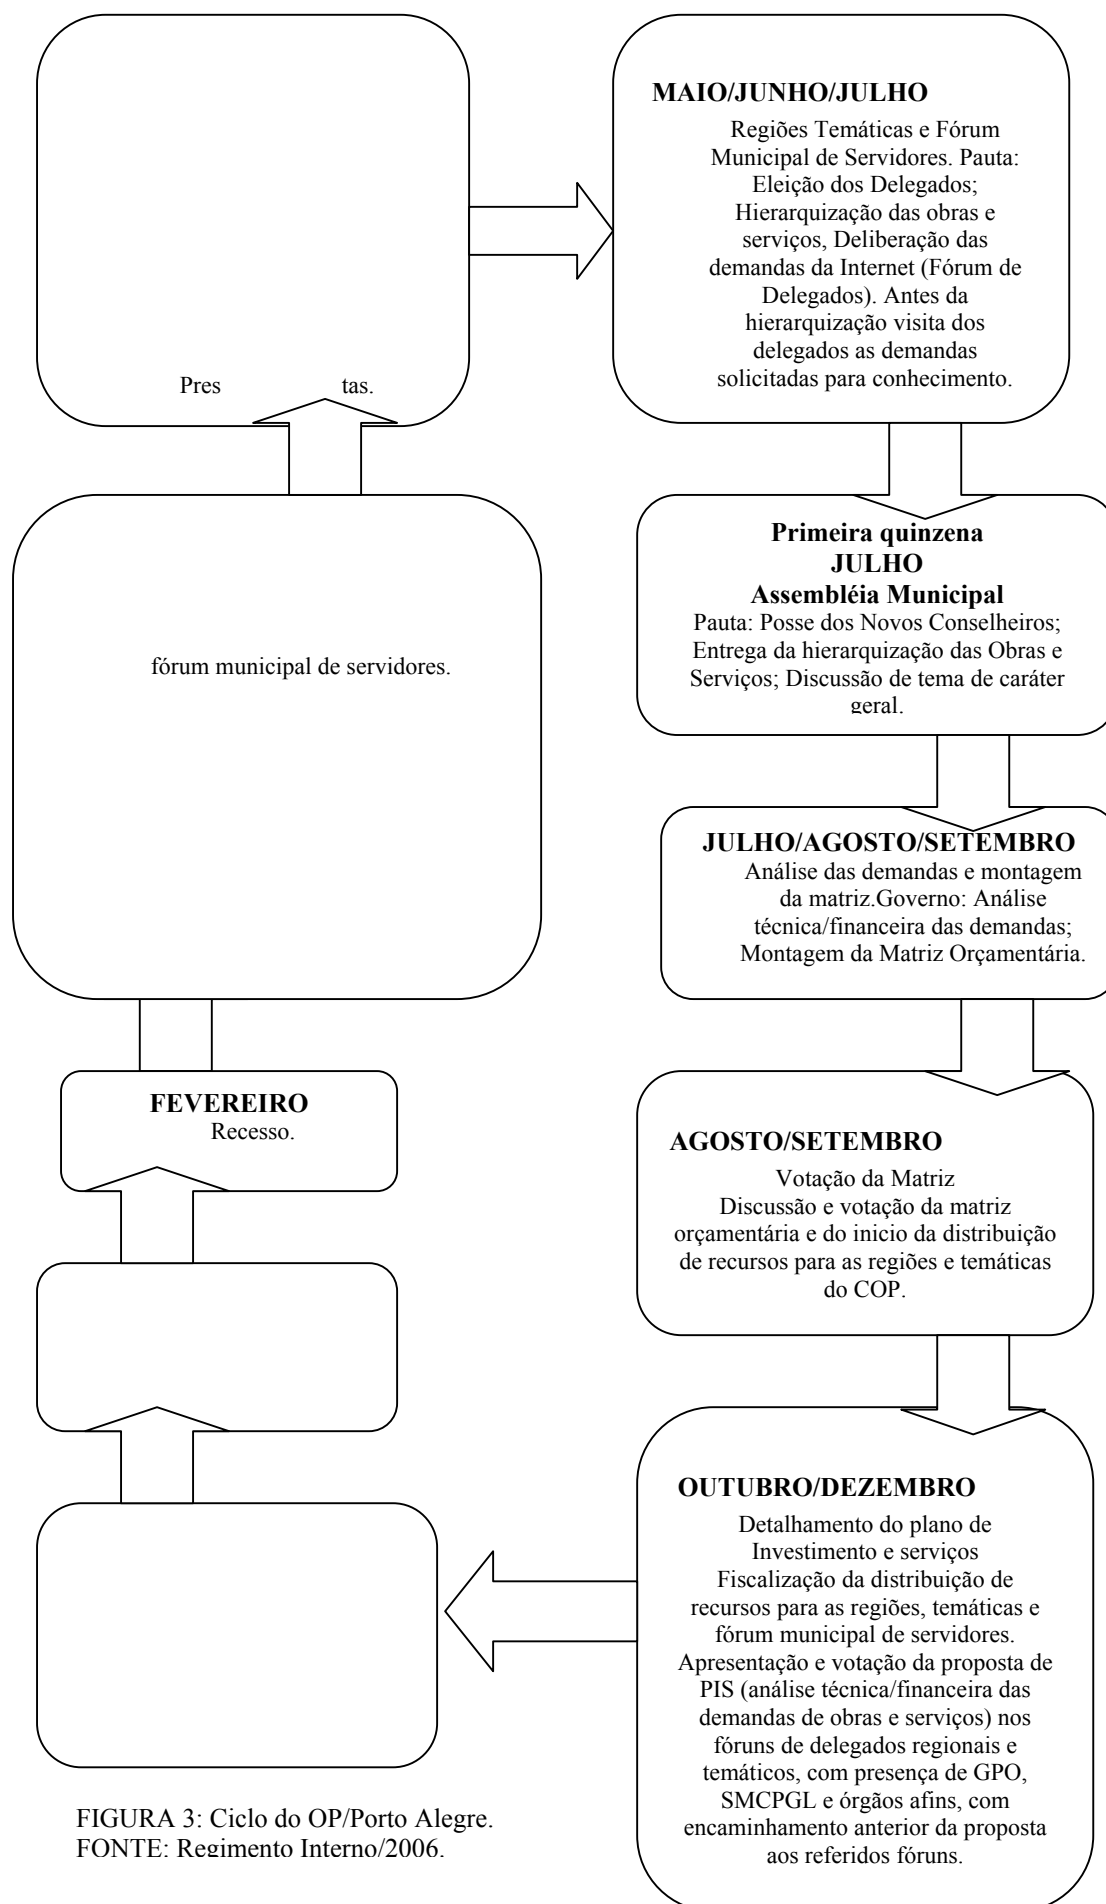 Pres tas.
MAIO/JUNHO/JULHO
Regiões Temáticas e Fórum
Municipal de Servidores. Pauta:
Eleição dos Delegados;
Hierarquização das obras e
serviços, Deliberação das
demandas da Internet (Fórum de
Delegados). Antes da
hierarquização visita dos
delegados as demandas
solicitadas para conhecimento.
Primeira quinzena
JULHO
Assembléia Municipal
Pauta: Posse dos Novos Conselheiros;
Entrega da hierarquização das Obras e
Serviços; Discussão de tema de caráter
geral.
fórum municipal de servidores.
JULHO/AGOSTO/SETEMBRO
Análise das demandas e montagem
da matriz.Governo: Análise
técnica/financeira das demandas;
Montagem da Matriz Orçamentária.
FEVEREIRO
Recesso.
AGOSTO/SETEMBRO
Votação da Matriz
Discussão e votação da matriz
orçamentária e do inicio da distribuição
de recursos para as regiões e temáticas
do COP.
OUTUBRO/DEZEMBRO
Detalhamento do plano de
Investimento e serviços
Fiscalização da distribuição de
recursos para as regiões, temáticas e
fórum municipal de servidores.
Apresentação e votação da proposta de
PIS (análise técnica/financeira das
demandas de obras e serviços) nos
fóruns de delegados regionais e
temáticos, com presença de GPO,
SMCPGL e órgãos afins, com
encaminhamento anterior da proposta
aos referidos fóruns.
FIGURA 3: Ciclo do OP/Porto Alegre.
FONTE: Regimento Interno/2006.